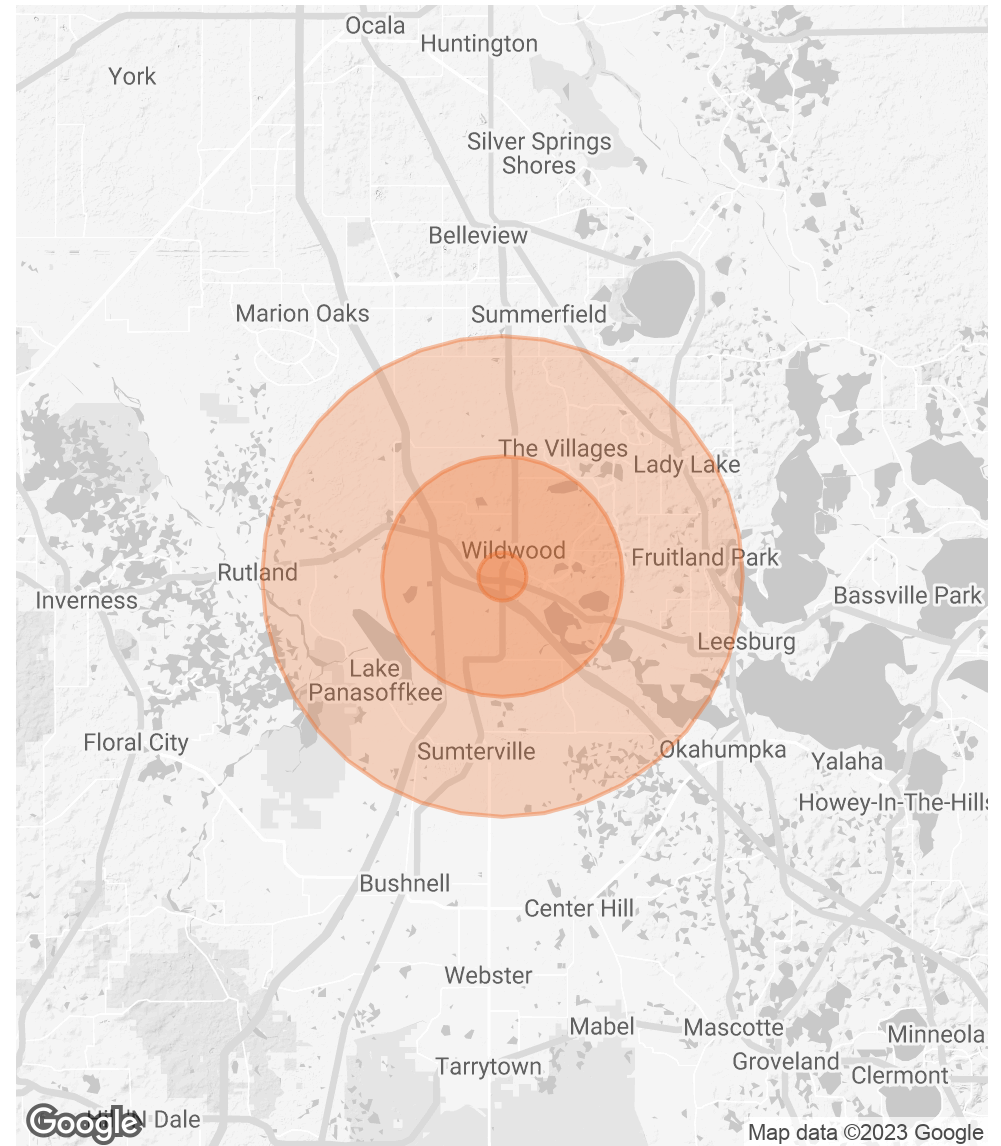 Ocala
Huntington
York
Silver Springs
Shores
Belleview
Marion Oaks
Summerfield
The Villages
Lady Lake
Wildwood
Fruitland Park
Rutland
Inverness
Bassville Park
Leesburg
Lake
Panasoffkee
Floral City
Sumterville
Okahumpka
Yalaha
Howey-In-The-Hills
Bushnell
Center Hill
Webster
Mabel
Mascotte
Minneola
Groveland
Tarrytown
Clermont
Dale
Google
Map data ©2023 Google